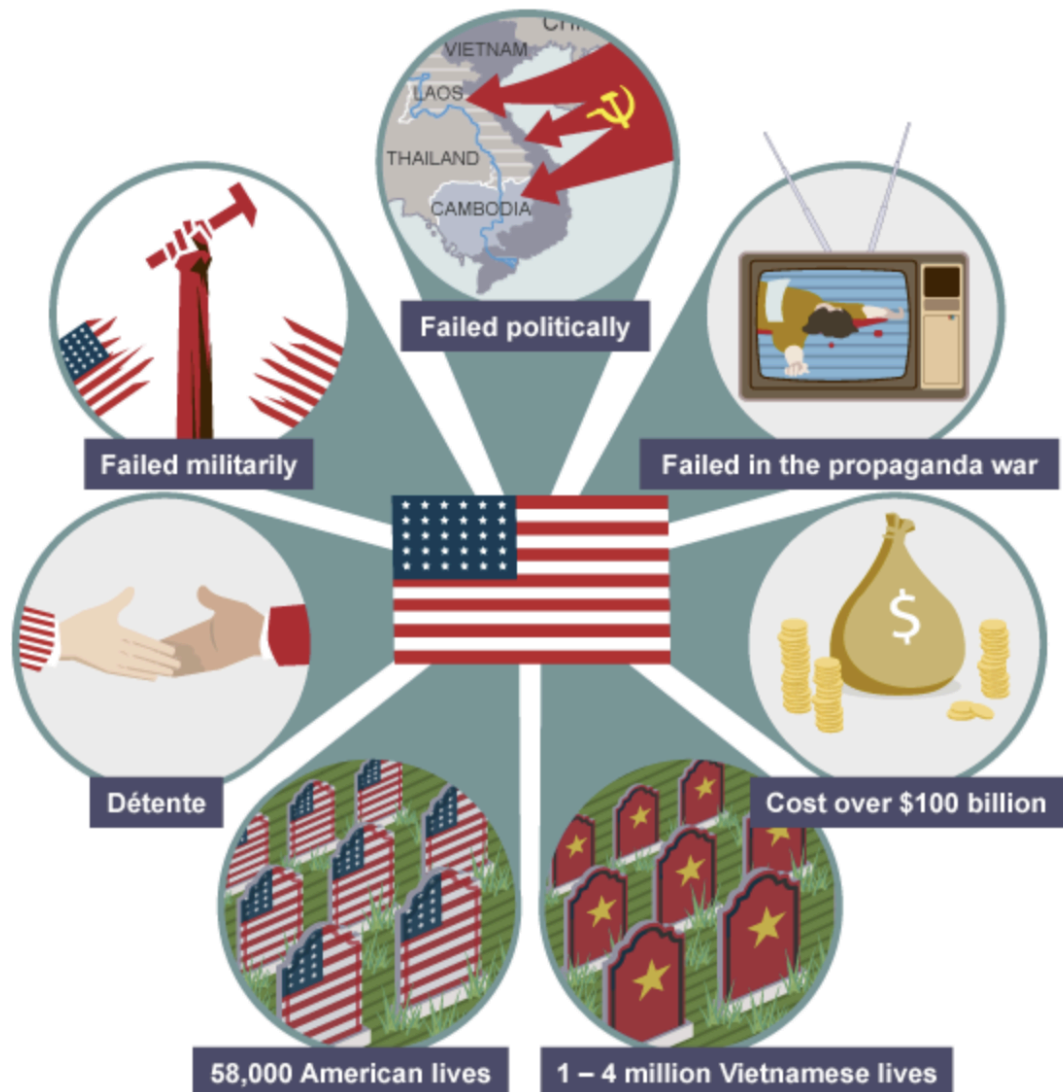 CHI
VIETNAM
LAOS
THAILAND
CAMBODIA
Failed politically
Failed militarily
Failed in the propaganda war
$
Détente
Cost over $100 billion
58,000 American lives
1 – 4 million Vietnamese lives